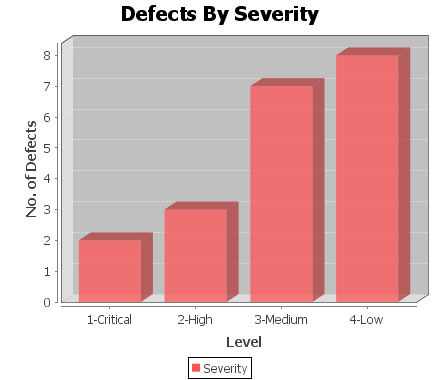 Defects By Severity
No. of Defects
8
7
6
5
4
3
2
1
0
1-Critical 2-High 3-Medium 4-Low
Level
Severity